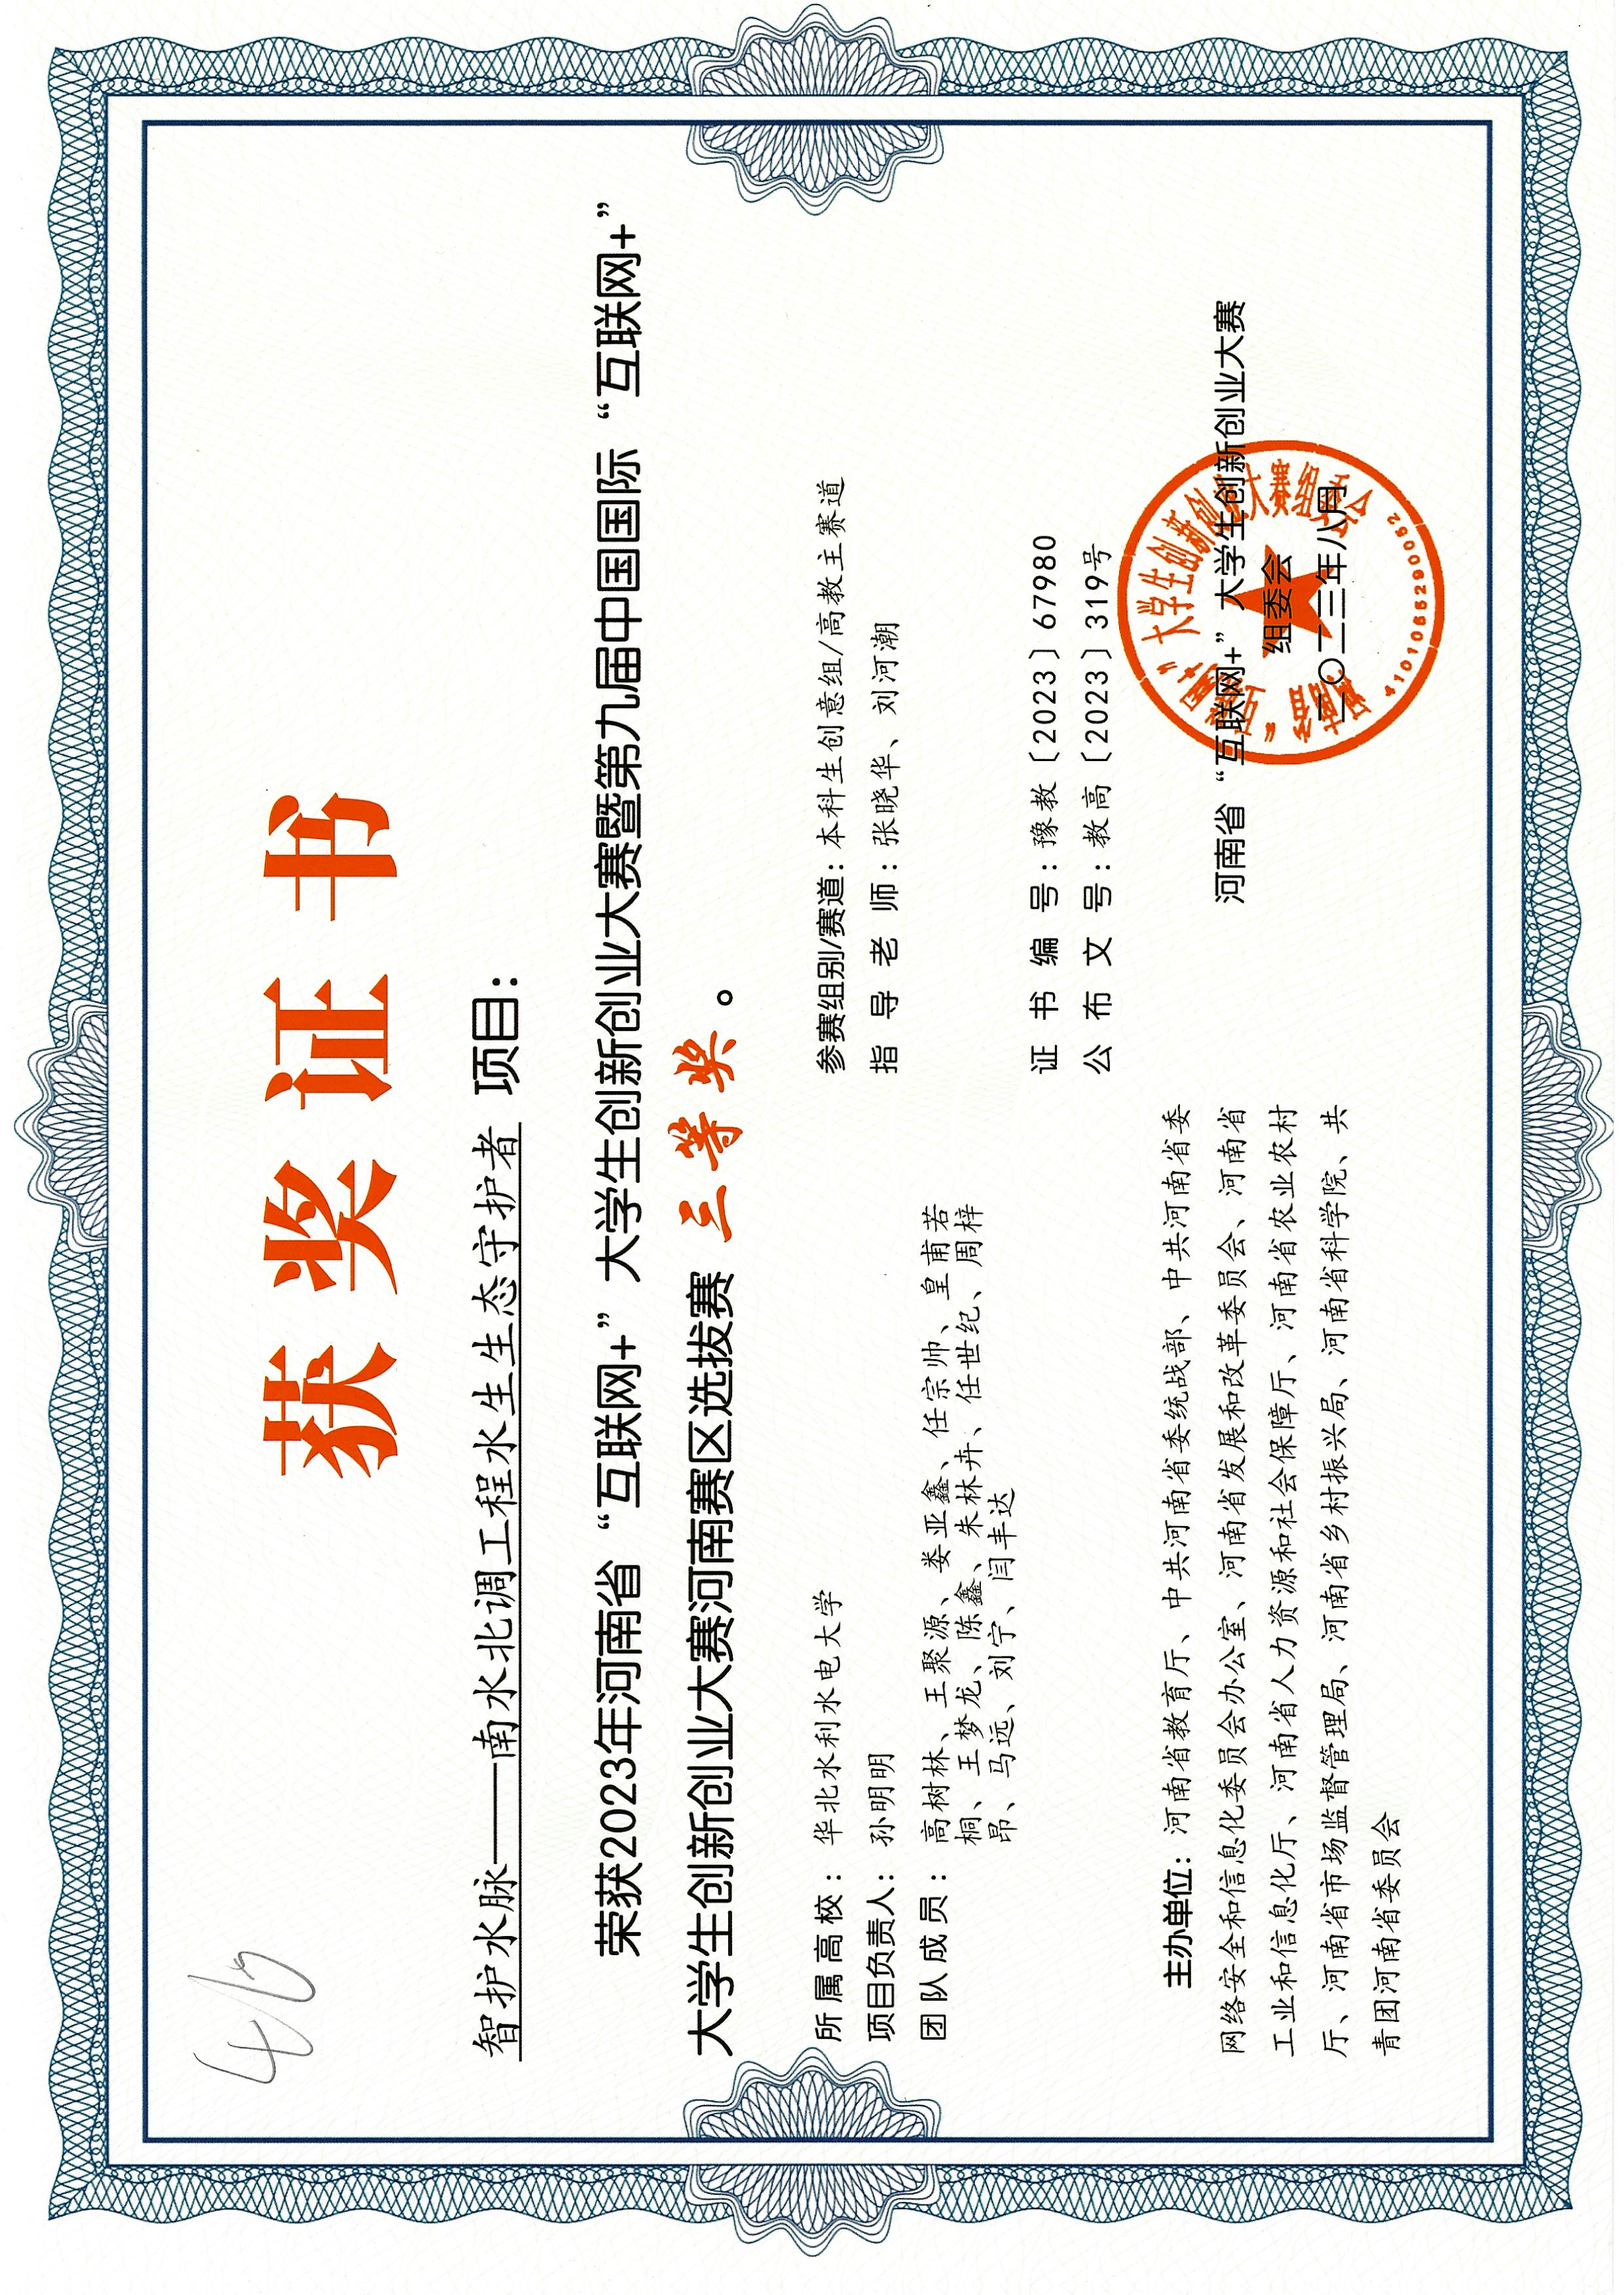 46
获奖证书
智护水脉——南水北调工程水生生态守护者 项目：
荣获2023年河南省“互联网+”大学生创新创业大赛暨第九届中国国际“互联网+”
大学生创新创业大赛河南赛区选拔赛 三等奖。
所属高校：华北水利水电大学
项目负责人：孙明明
团队成员：高树林、王聚源、娄亚鑫、任宗帅、皇甫若
桐、王梦龙、陈鑫、朱林卉、任世纪、周梓
昂、马远、刘宁、闫丰达
参赛组别/赛道：本科生创意组/高教主赛道
指导老师：张晓华、刘河潮
证书编号：豫教〔2023〕67980
公布文号：教高〔2023〕319号
主办单位：河南省教育厅、中共河南省委统战部、中共河南省委
网络安全和信息化委员会办公室、河南省发展和改革委员会、河南省
工业和信息化厅、河南省人力资源和社会保障厅、河南省农业农村
厅、河南省市场监督管理局、河南省乡村振兴局、河南省科学院、共
青团河南省委员会
河南省“互联网+”大学生创新创业大赛
组委会
二〇二三年八月
河南省“互联网+”大学生创新创业大赛组委会
4101055290052